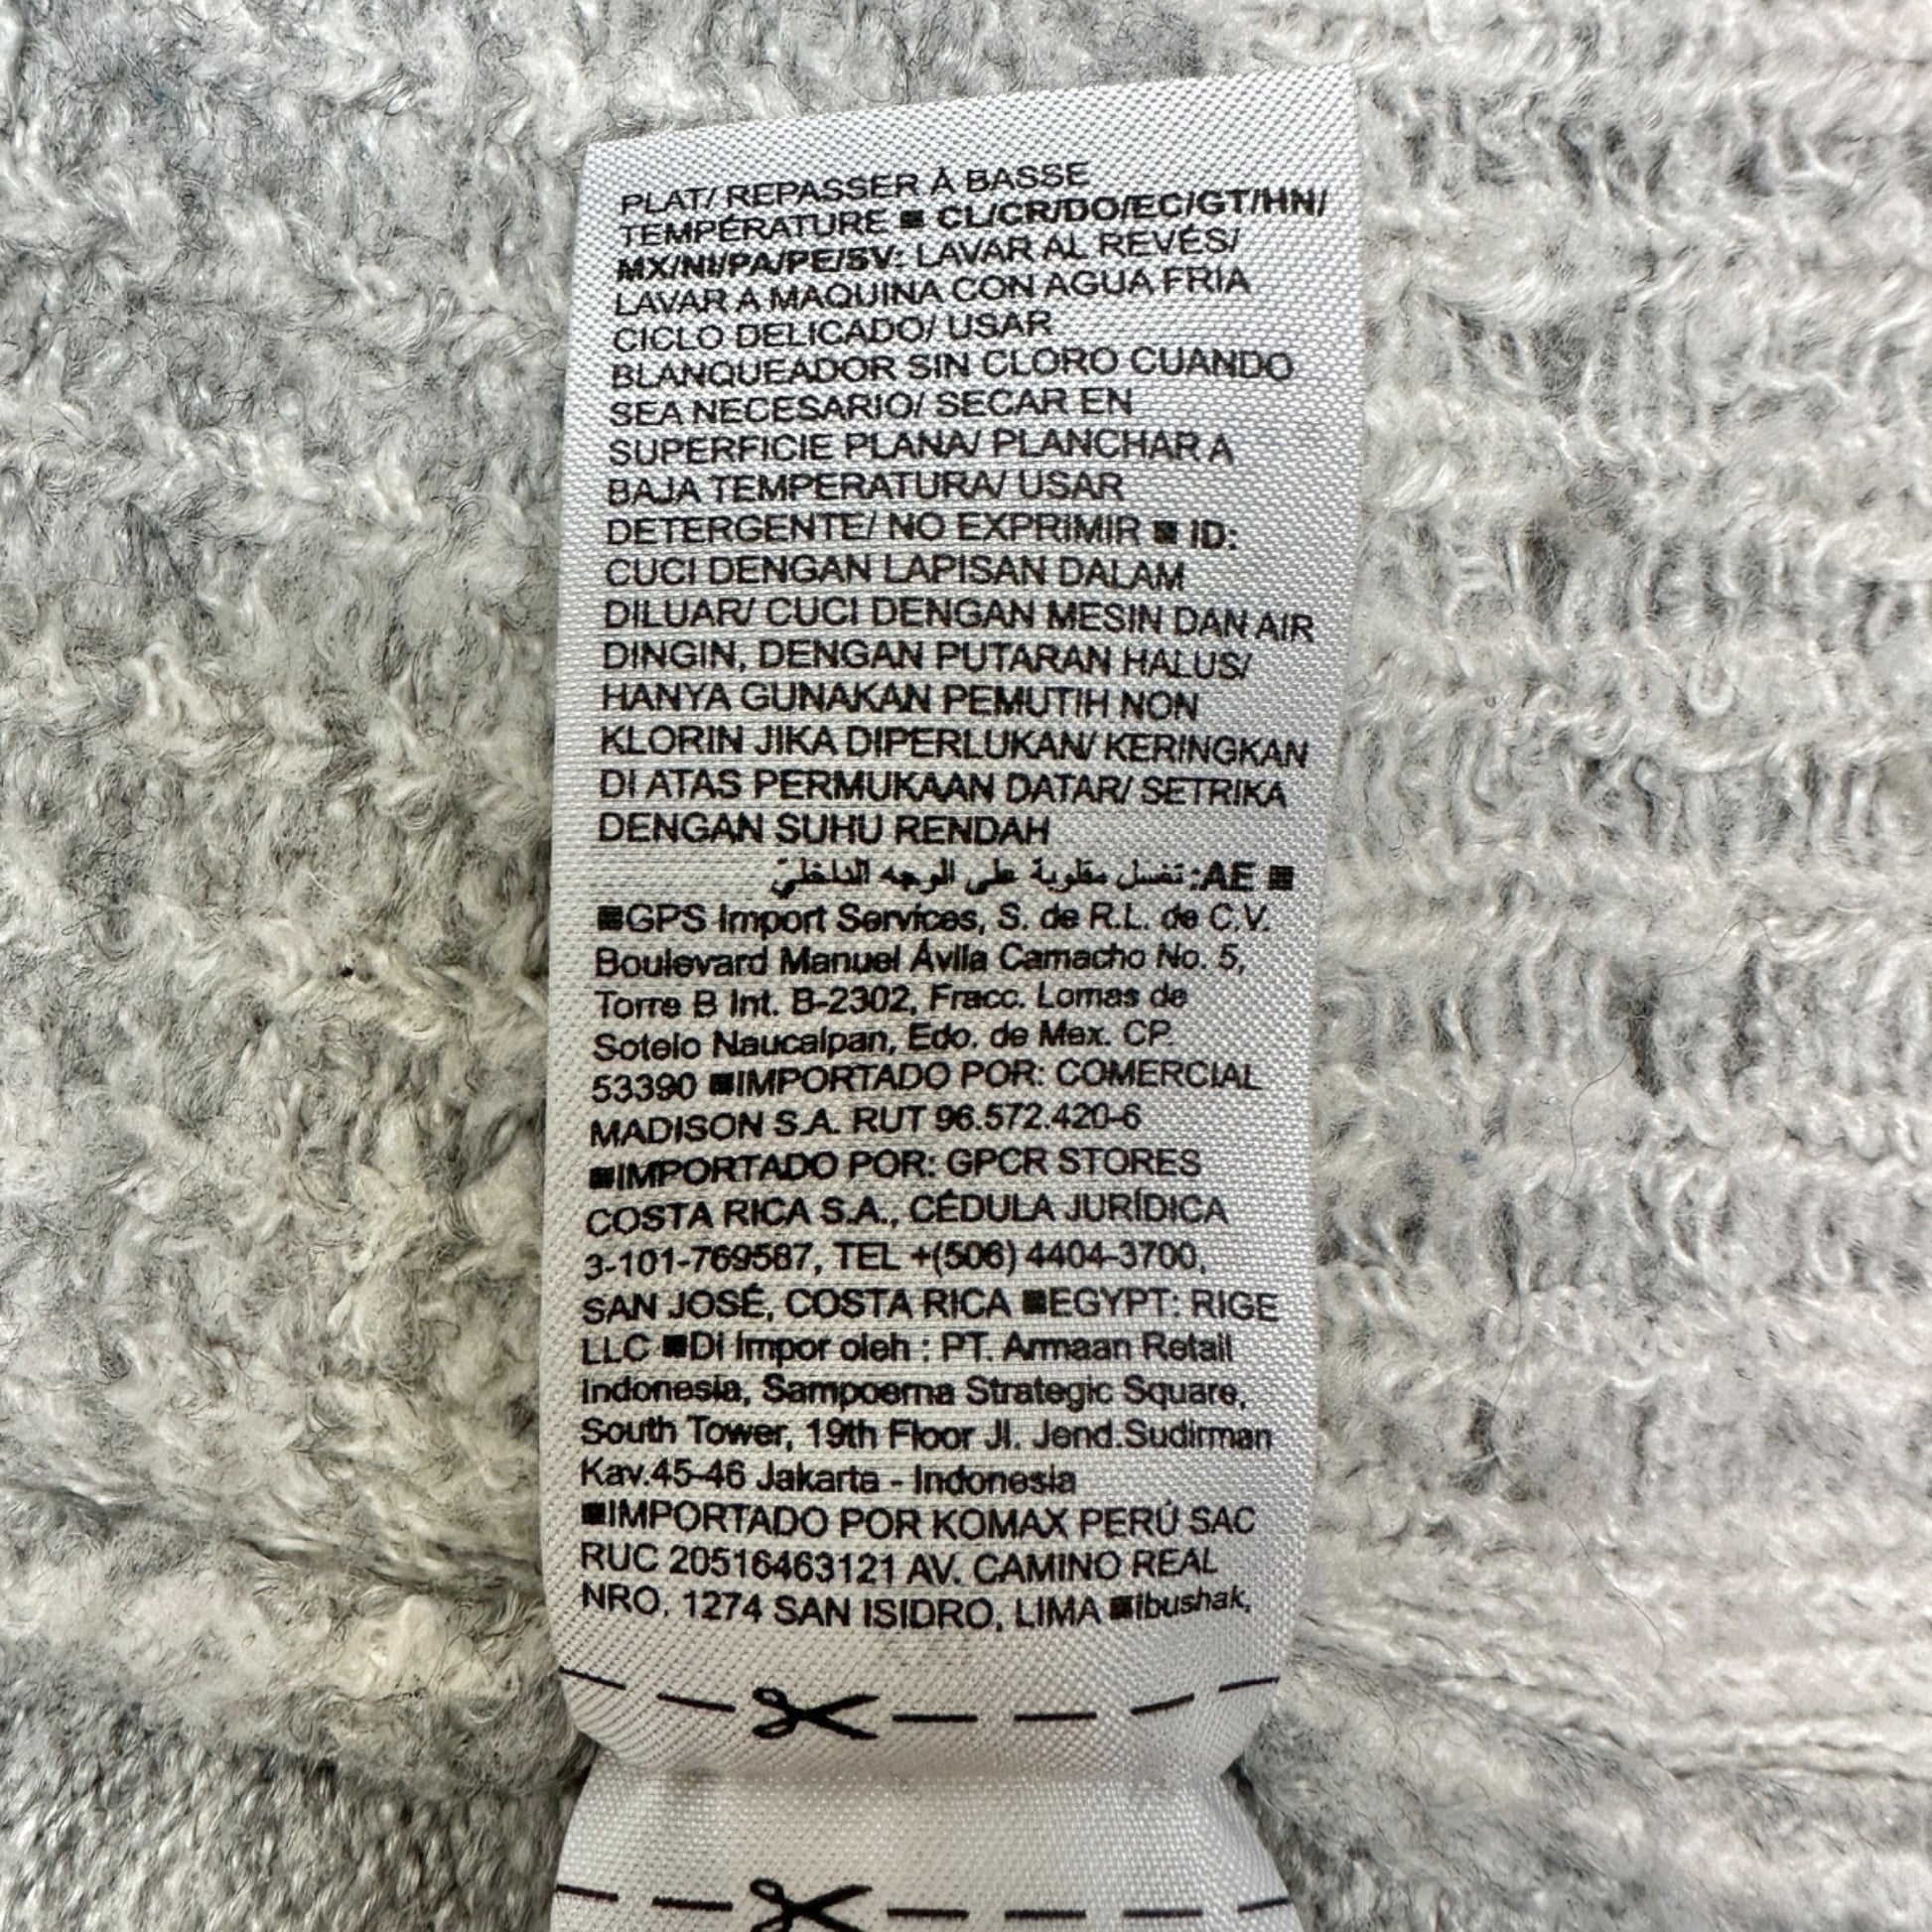 PLAT/ REPASSER À BASSE
TEMPÉRATURE ■ CL/CR/DO/EC/GT/HN/
MX/NI/PA/PE/SV: LAVAR AL REVÉS/
LAVAR A MAQUINA CON AGUA FRIA
CICLO DELICADO/ USAR
BLANQUEADOR SIN CLORO CUANDO
SEA NECESARIO/ SECAR EN
SUPERFICIE PLANA/ PLANCHAR A
BAJA TEMPERATURA/ USAR
DETERGENTE/ NO EXPRIMIR ■ ID:
CUCI DENGAN LAPISAN DALAM
DILUAR/ CUCI DENGAN MESIN DAN AIR
DINGIN, DENGAN PUTARAN HALUS/
HANYA GUNAKAN PEMUTIH NON
KLORIN JIKA DIPERLUKAN/ KERINGKAN
DI ATAS PERMUKAAN DATAR/ SETRIKA
DENGAN SUHU RENDAH
■ AE: تغسل مقلوبة على الوجه الداخليّ
■GPS Import Services, S. de R.L. de C.V.
Boulevard Manuel Ávila Camacho No. 5,
Torre B Int. B-2302, Fracc. Lomas de
Sotelo Naucalpan, Edo. de Mex. CP.
53390 ■IMPORTADO POR: COMERCIAL
MADISON S.A. RUT 96.572.420-6
■IMPORTADO POR: GPCR STORES
COSTA RICA S.A., CÉDULA JURÍDICA
3-101-769587, TEL +(506) 4404-3700,
SAN JOSÉ, COSTA RICA ■EGYPT: RIGE
LLC ■Di Impor oleh : PT. Armaan Retail
Indonesia, Sampoerna Strategic Square,
South Tower, 19th Floor Jl. Jend.Sudirman
Kav.45-46 Jakarta - Indonesia
■IMPORTADO POR KOMAX PERÚ SAC
RUC 20516463121 AV. CAMINO REAL
NRO. 1274 SAN ISIDRO, LIMA ■Ibushak,